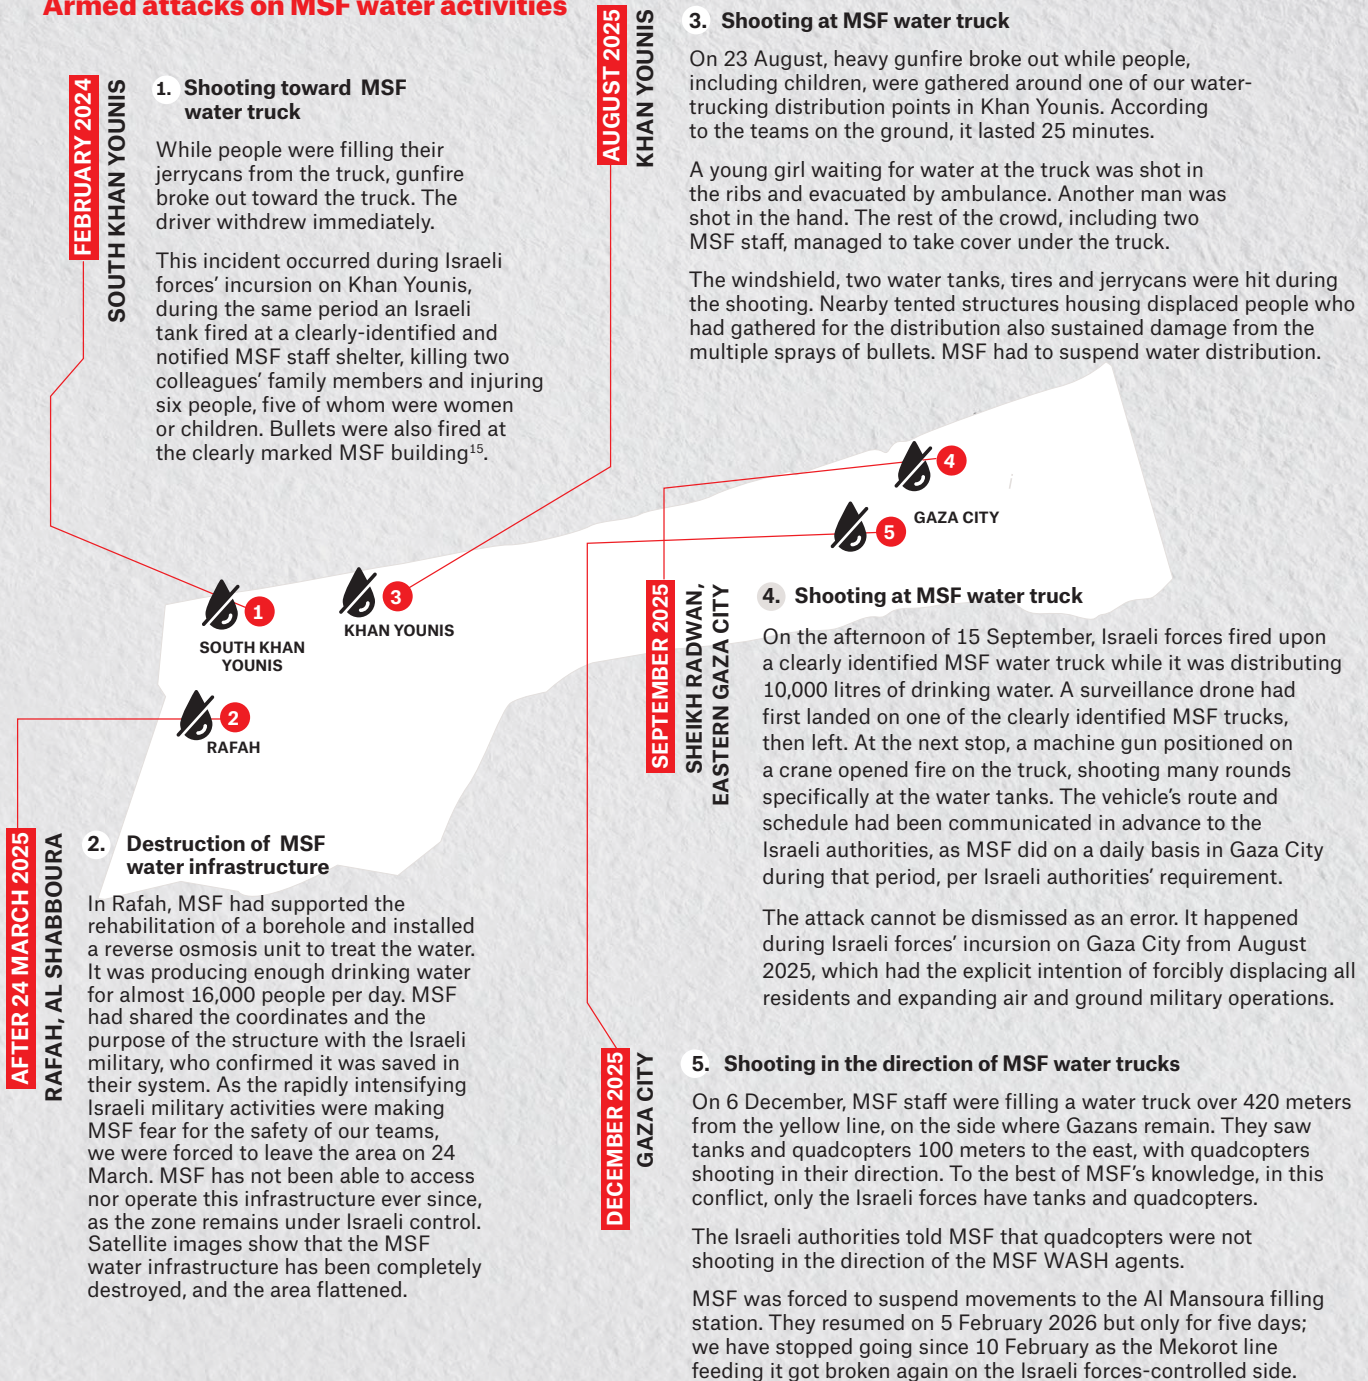 Armed attacks on MSF water activities
FEBRUARY 2024
SOUTH KHAN YOUNIS
1. Shooting toward MSF
water truck
While people were filling their
jerrycans from the truck, gunfire
broke out toward the truck. The
driver withdrew immediately.
This incident occurred during Israeli
forces’ incursion on Khan Younis,
during the same period an Israeli
tank fired at a clearly-identified and
notified MSF staff shelter, killing two
colleagues’ family members and injuring
six people, five of whom were women
or children. Bullets were also fired at
the clearly marked MSF building¹⁵.
AUGUST 2025
KHAN YOUNIS
3. Shooting at MSF water truck
On 23 August, heavy gunfire broke out while people,
including children, were gathered around one of our water-
trucking distribution points in Khan Younis. According
to the teams on the ground, it lasted 25 minutes.
A young girl waiting for water at the truck was shot in
the ribs and evacuated by ambulance. Another man was
shot in the hand. The rest of the crowd, including two
MSF staff, managed to take cover under the truck.
The windshield, two water tanks, tires and jerrycans were hit during
the shooting. Nearby tented structures housing displaced people who
had gathered for the distribution also sustained damage from the
multiple sprays of bullets. MSF had to suspend water distribution.
4
i
GAZA CITY
5
1
SOUTH KHAN
YOUNIS
3
KHAN YOUNIS
2
RAFAH
AFTER 24 MARCH 2025
RAFAH, AL SHABBOURA
2. Destruction of MSF
water infrastructure
In Rafah, MSF had supported the
rehabilitation of a borehole and installed
a reverse osmosis unit to treat the water.
It was producing enough drinking water
for almost 16,000 people per day. MSF
had shared the coordinates and the
purpose of the structure with the Israeli
military, who confirmed it was saved in
their system. As the rapidly intensifying
Israeli military activities were making
MSF fear for the safety of our teams,
we were forced to leave the area on 24
March. MSF has not been able to access
nor operate this infrastructure ever since,
as the zone remains under Israeli control.
Satellite images show that the MSF
water infrastructure has been completely
destroyed, and the area flattened.
SEPTEMBER 2025
SHEIKH RADWAN,
EASTERN GAZA CITY
4. Shooting at MSF water truck
On the afternoon of 15 September, Israeli forces fired upon
a clearly identified MSF water truck while it was distributing
10,000 litres of drinking water. A surveillance drone had
first landed on one of the clearly identified MSF trucks,
then left. At the next stop, a machine gun positioned on
a crane opened fire on the truck, shooting many rounds
specifically at the water tanks. The vehicle’s route and
schedule had been communicated in advance to the
Israeli authorities, as MSF did on a daily basis in Gaza City
during that period, per Israeli authorities’ requirement.
The attack cannot be dismissed as an error. It happened
during Israeli forces’ incursion on Gaza City from August
2025, which had the explicit intention of forcibly displacing all
residents and expanding air and ground military operations.
DECEMBER 2025
GAZA CITY
5. Shooting in the direction of MSF water trucks
On 6 December, MSF staff were filling a water truck over 420 meters
from the yellow line, on the side where Gazans remain. They saw
tanks and quadcopters 100 meters to the east, with quadcopters
shooting in their direction. To the best of MSF’s knowledge, in this
conflict, only the Israeli forces have tanks and quadcopters.
The Israeli authorities told MSF that quadcopters were not
shooting in the direction of the MSF WASH agents.
MSF was forced to suspend movements to the Al Mansoura filling
station. They resumed on 5 February 2026 but only for five days;
we have stopped going since 10 February as the Mekorot line
feeding it got broken again on the Israeli forces-controlled side.